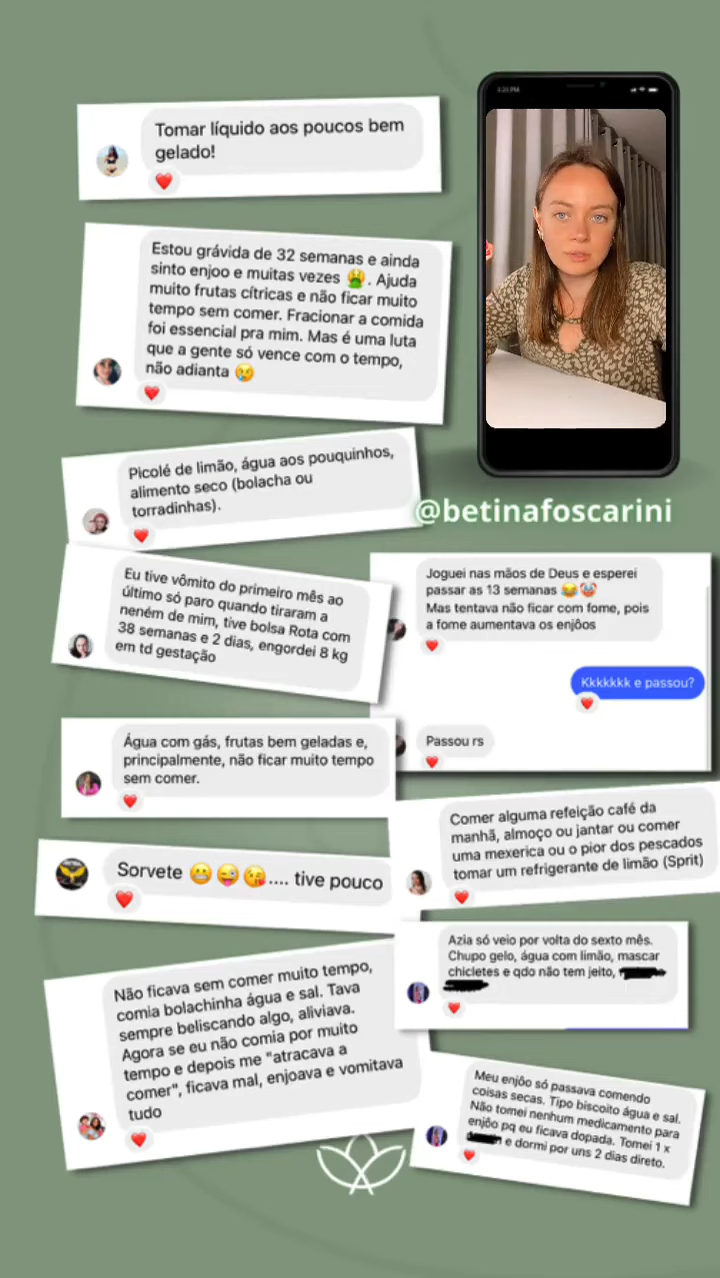 Tomar líquido aos poucos bem
gelado!
Estou grávida de 32 semanas e ainda
sinto enjoo e muitas vezes 🤮. Ajuda
muito frutas cítricas e não ficar muito
tempo sem comer. Fracionar a comida
foi essencial pra mim. Mas é uma luta
que a gente só vence com o tempo,
não adianta 😢
Picolé de limão, água aos pouquinhos,
alimento seco (bolacha ou
torradinhas).
@betinafoscarini
Eu tive vômito do primeiro mês ao
último só paro quando tiraram a
neném de mim, tive bolsa Rota com
38 semanas e 2 dias, engordei 8 kg
em td gestação
Joguei nas mãos de Deus e esperei
passar as 13 semanas 😂🤡
Mas tentava não ficar com fome, pois
a fome aumentava os enjôos
Kkkkkkk e passou?
Passou rs
Água com gás, frutas bem geladas e,
principalmente, não ficar muito tempo
sem comer.
Comer alguma refeição café da
manhã, almoço ou jantar ou comer
uma mexerica ou o pior dos pescados
tomar um refrigerante de limão (Sprit)
Sorvete 😬😜😘.... tive pouco
Azia só veio por volta do sexto mês.
Chupo gelo, água com limão, mascar
chicletes e qdo não tem jeito,
Não ficava sem comer muito tempo,
comia bolachinha água e sal. Tava
sempre beliscando algo, aliviava.
Agora se eu não comia por muito
tempo e depois me "atracava a
comer", ficava mal, enjoava e vomitava
tudo
Meu enjôo só passava comendo
coisas secas. Tipo biscoito água e sal.
Não tomei nenhum medicamento para
enjôo pq eu ficava dopada. Tomei 1 x
e dormi por uns 2 dias direto.